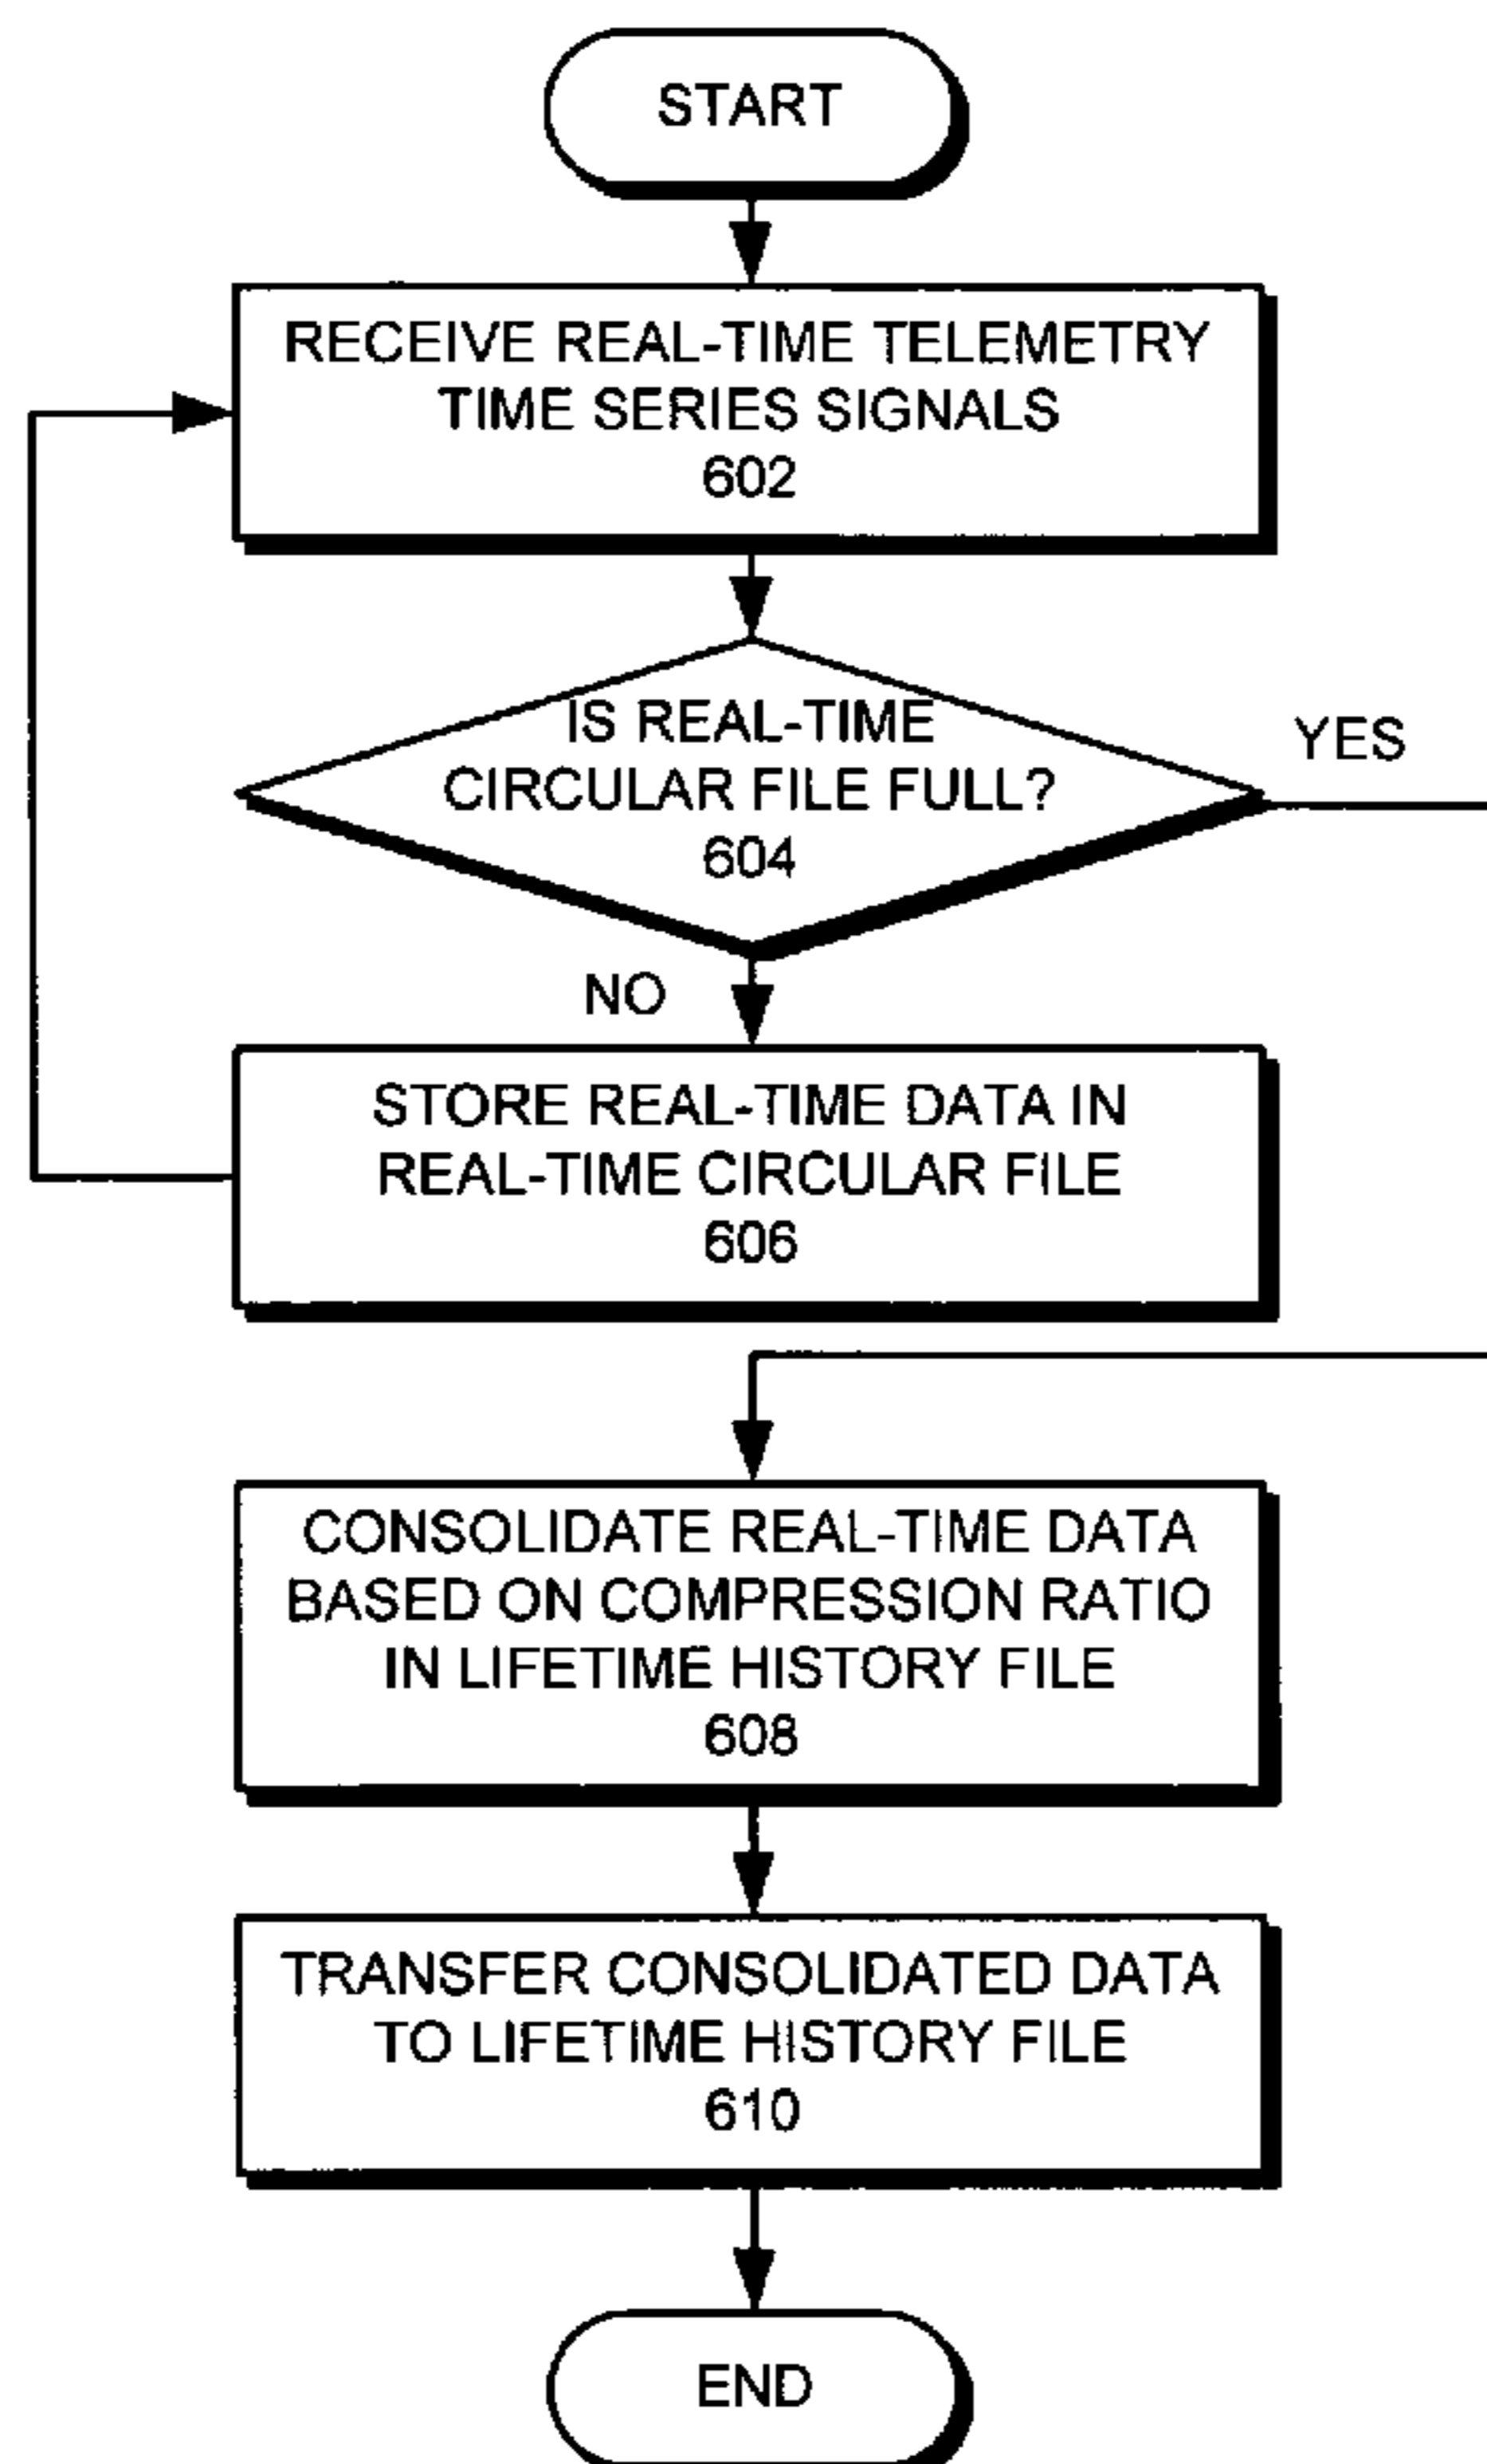 START
RECEIVE REAL-TIME TELEMETRY
TIME SERIES SIGNALS
602
IS REAL-TIME
CIRCULAR FILE FULL?
604
YES
NO
STORE REAL-TIME DATA IN
REAL-TIME CIRCULAR FILE
606
CONSOLIDATE REAL-TIME DATA
BASED ON COMPRESSION RATIO
IN LIFETIME HISTORY FILE
608
TRANSFER CONSOLIDATED DATA
TO LIFETIME HISTORY FILE
610
END